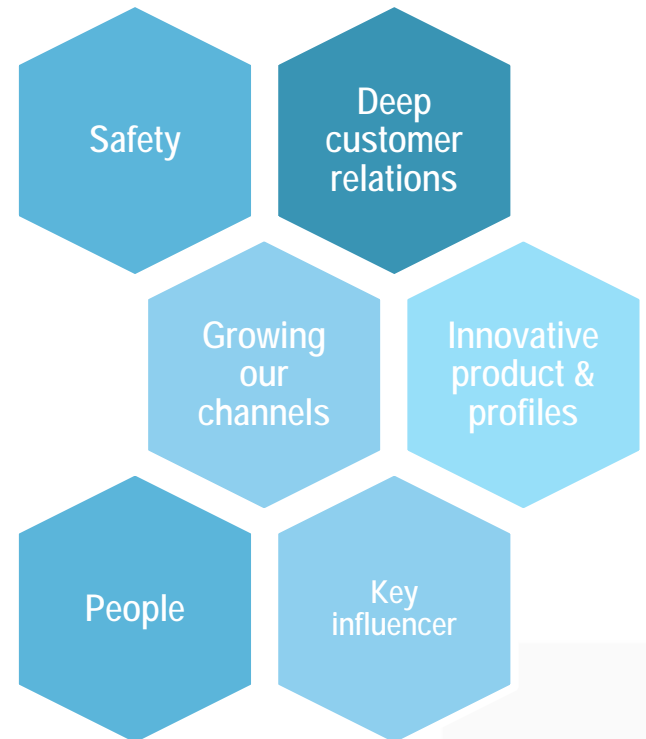 Safety
Deep
customer
relations
Growing
our
channels
Innovative
product &
profiles
People
Key
influencer